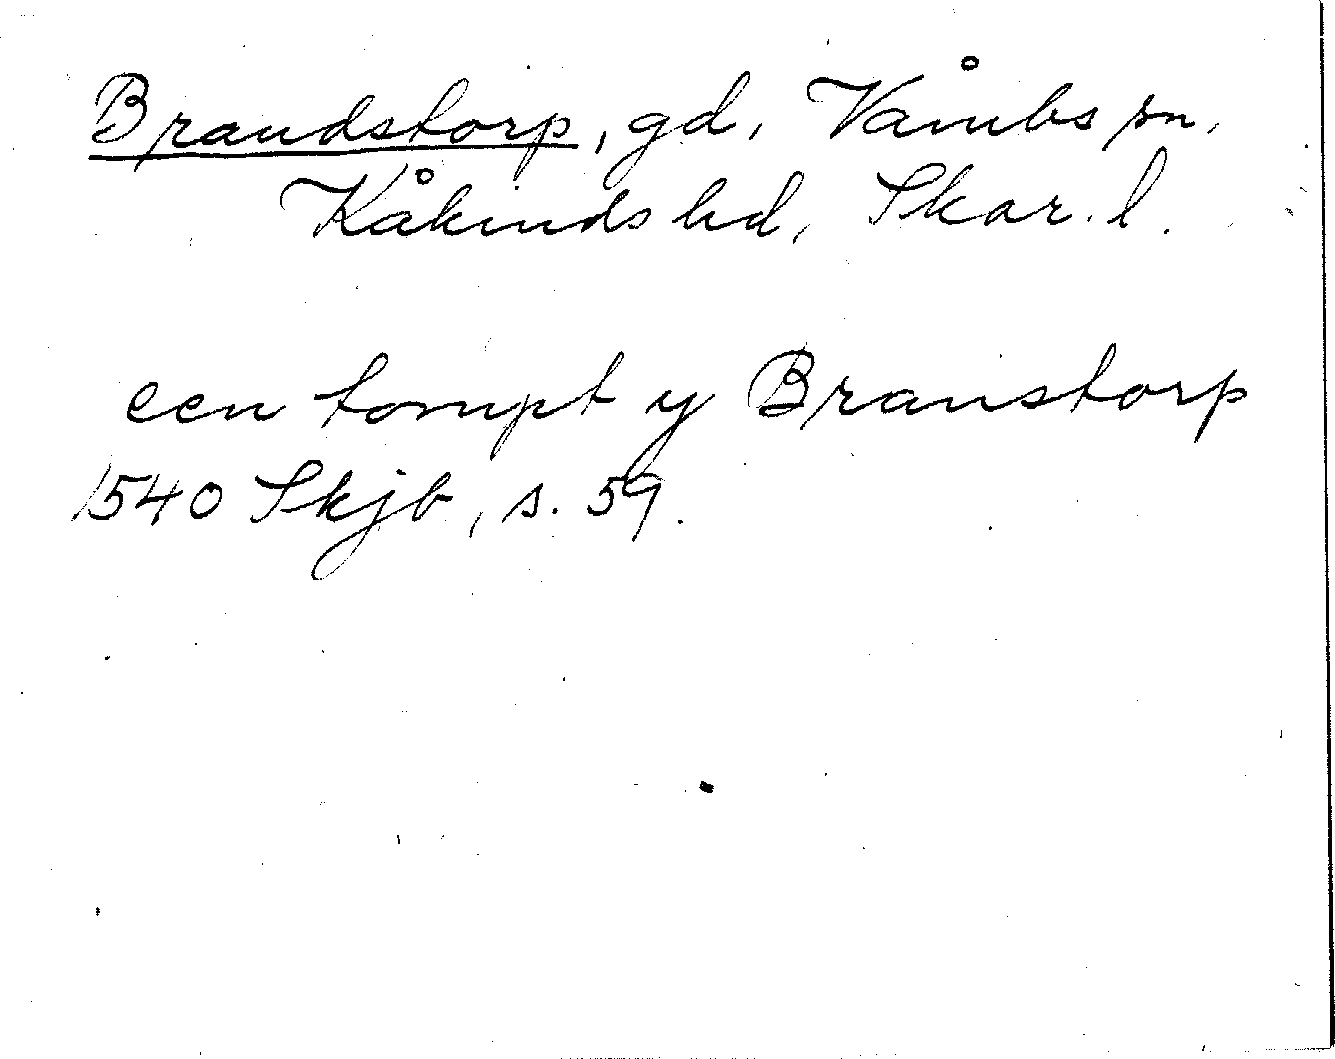 Brandstorp, gd, Våmbs sn,
Kåkinds hd, Skar. l.
een tompt y Branstorp
1540 Skjb, s. 59.